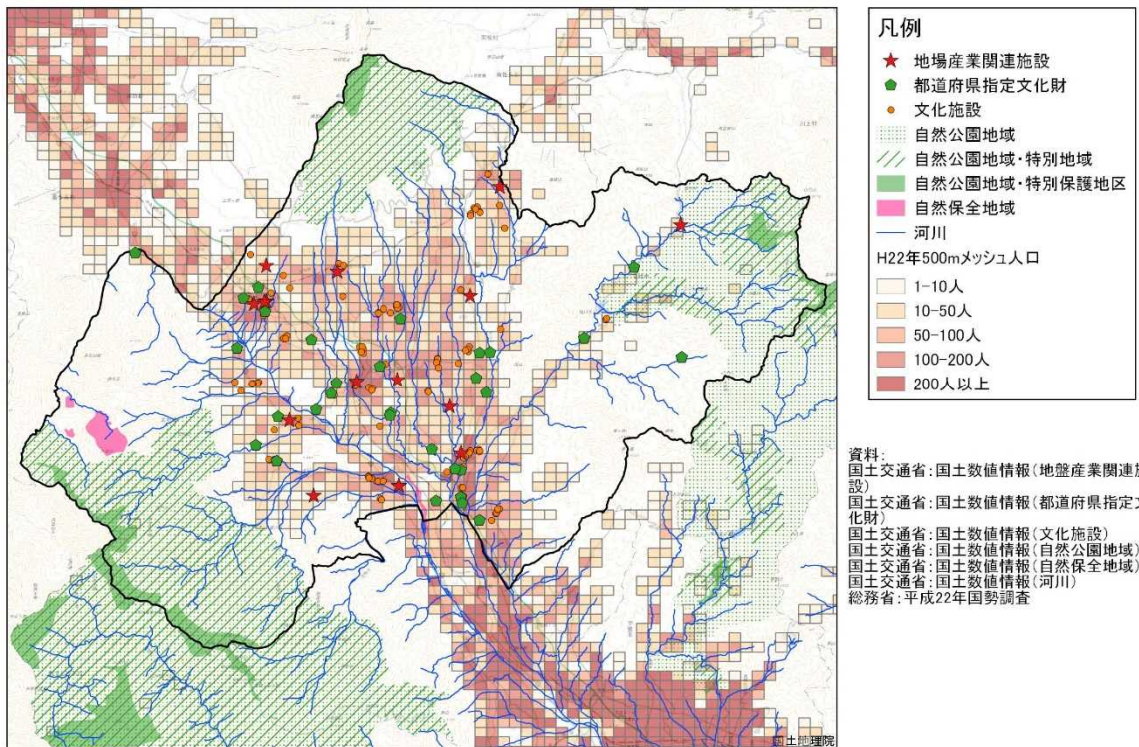 凡例
地場産業関連施設
都道府県指定文化財
文化施設
自然公園地域
自然公園地域・特別地域
自然公園地域・特別保護地区
自然保全地域
河川
H22年500mメッシュ人口
1-10人
10-50人
50-100人
100-200人
200人以上
資料:
国土交通省:国土数値情報(地盤産業関連施
設)
国土交通省:国土数値情報(都道府県指定文
化財)
国土交通省:国土数値情報(文化施設)
国土交通省:国土数値情報(自然公園地域)
国土交通省:国土数値情報(自然保全地域)
国土交通省:国土数値情報(河川)
総務省:平成22年国勢調査
国土地理院